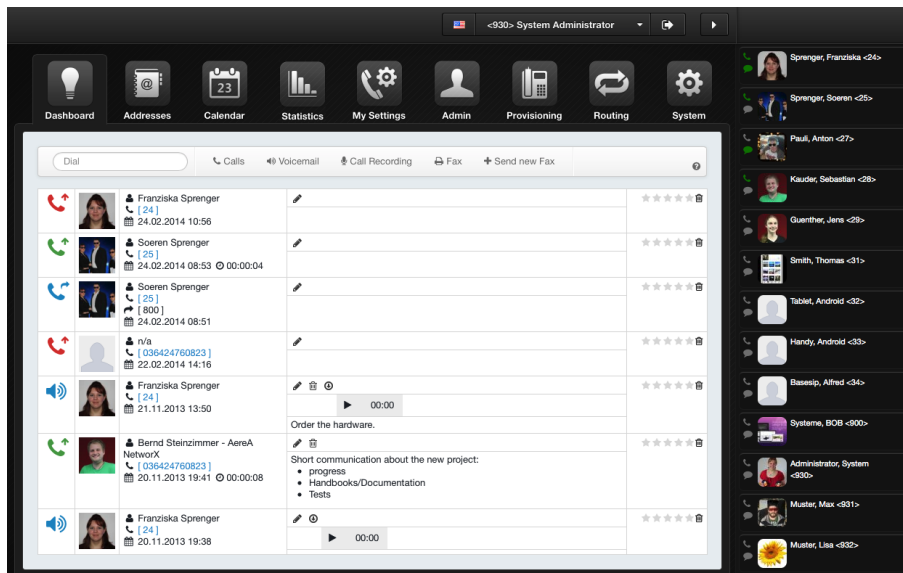 <930> System Administrator
Dashboard
Addresses
23
Calendar
Statistics
My Settings
Admin
Provisioning
Routing
System
Dial
Calls
Voicemail
Call Recording
Fax
Send new Fax
Franziska Sprenger
[ 24 ]
24.02.2014 10:56
Soeren Sprenger
[ 25 ]
24.02.2014 08:53 00:00:04
Soeren Sprenger
[ 25 ]
[ 800 ]
24.02.2014 08:51
n/a
[ 036424760823 ]
22.02.2014 14:16
Franziska Sprenger
[ 24 ]
21.11.2013 13:50
00:00
Order the hardware.
Bernd Steinzimmer - AereA
NetworX
[ 036424760823 ]
20.11.2013 19:41 00:00:08
Short communication about the new project:
progress
Handbooks/Documentation
Tests
Franziska Sprenger
[ 24 ]
20.11.2013 19:38
00:00
Sprenger, Franziska <24>
Sprenger, Soeren <25>
Pauli, Anton <27>
Kauder, Sebastian <28>
Guenther, Jens <29>
Smith, Thomas <31>
Tablet, Android <32>
Handy, Android <33>
Basesip, Alfred <34>
Systeme, BOB <900>
Administrator, System
<930>
Muster, Max <931>
Muster, Lisa <932>